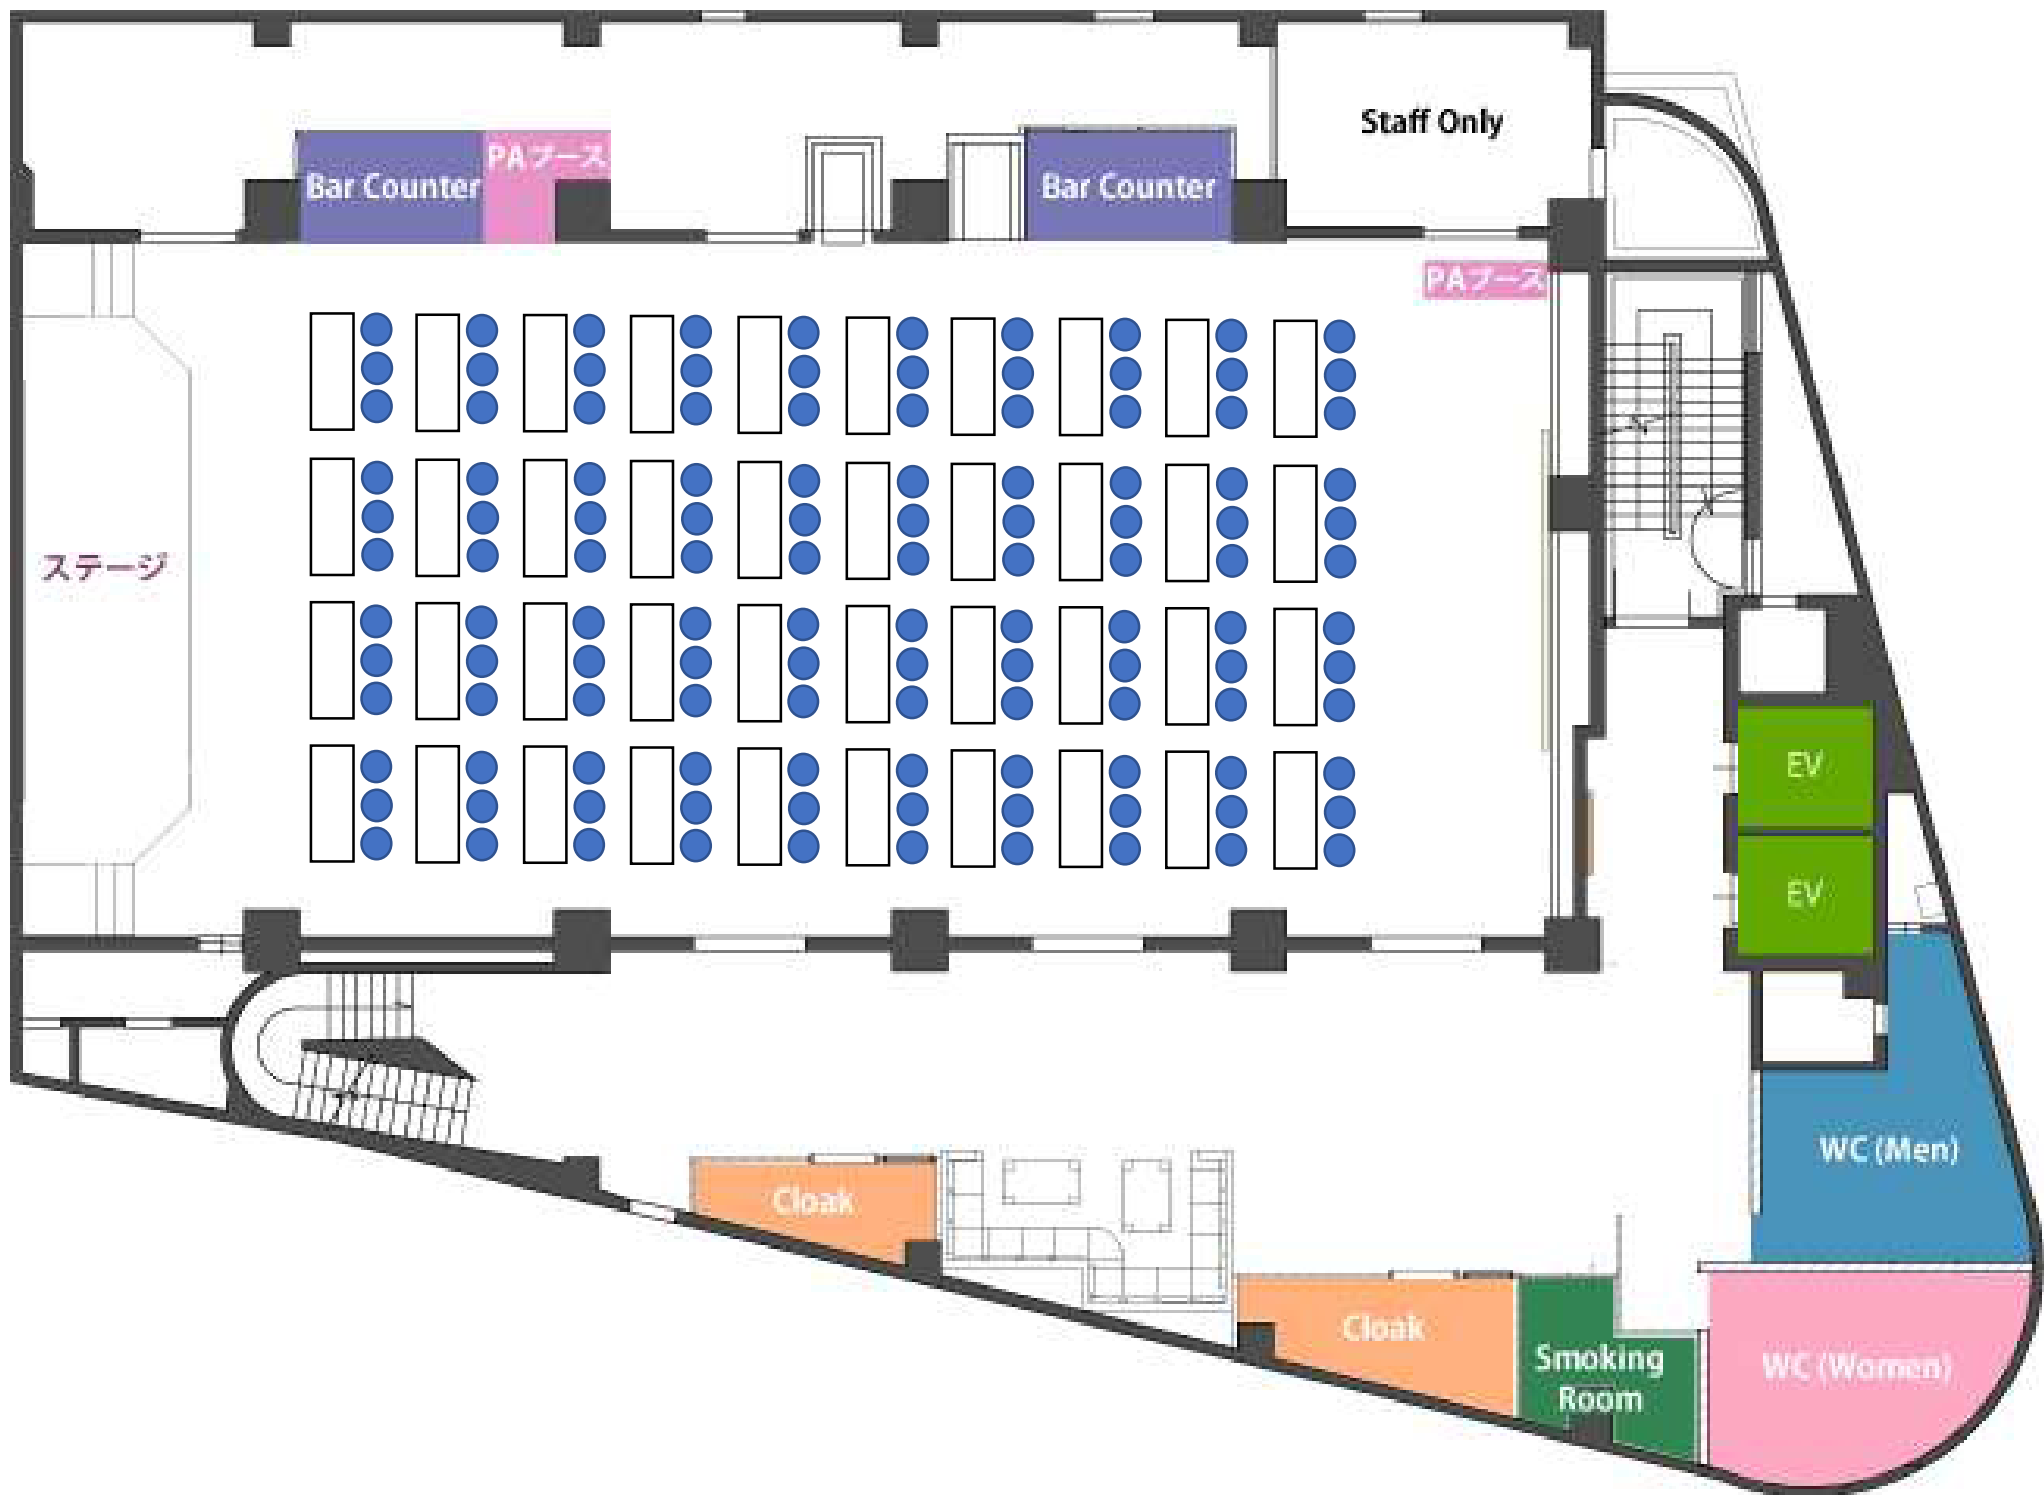 Staff Only
PAブース
Bar Counter
Bar Counter
PAブース
ステージ
EV
EV
WC (Men)
Cloak
Cloak
Smoking
Room
WC (Women)